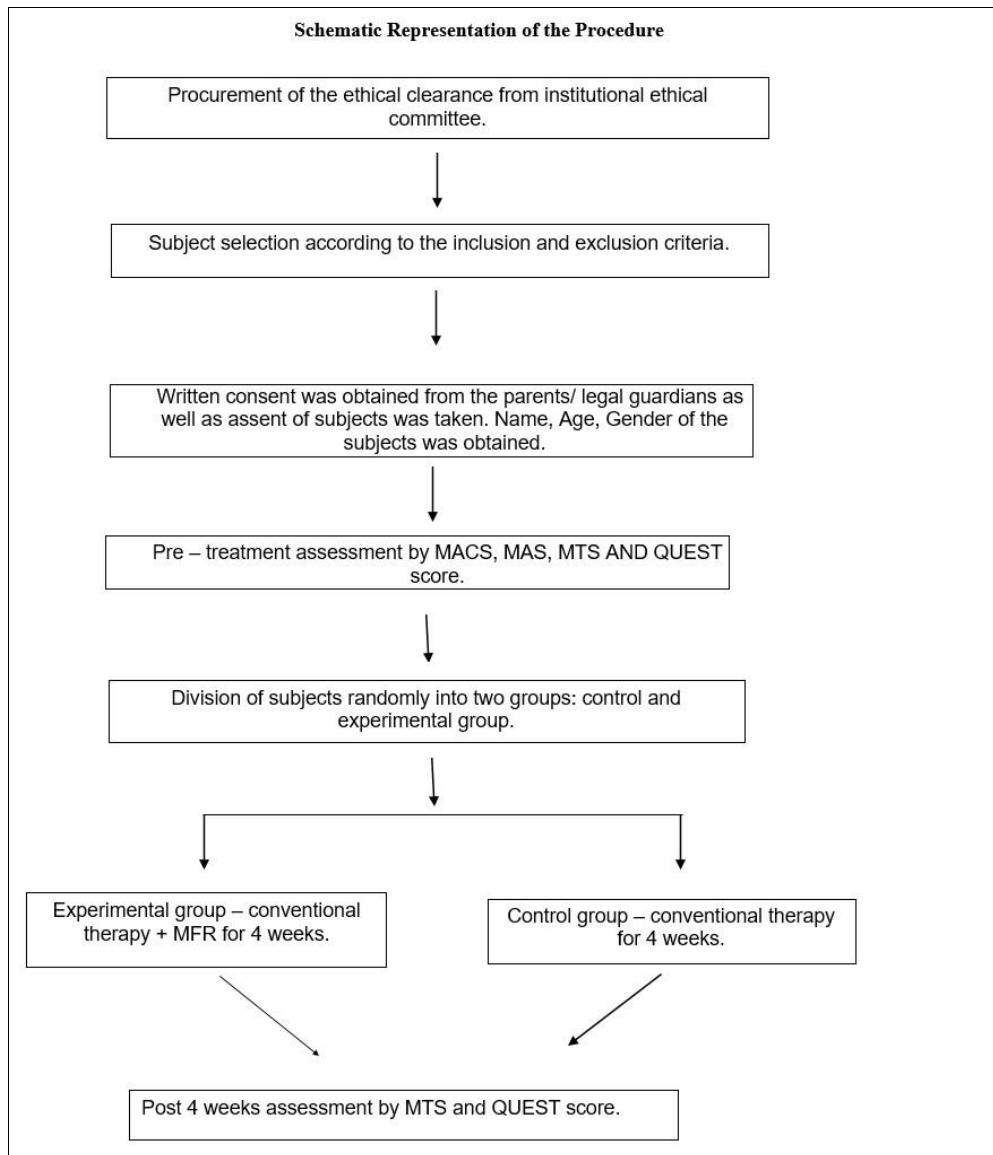 Schematic Representation of the Procedure
Procurement of the ethical clearance from institutional ethical
committee.
Subject selection according to the inclusion and exclusion criteria.
Written consent was obtained from the parents/ legal guardians as
well as assent of subjects was taken. Name, Age, Gender of the
subjects was obtained.
Pre – treatment assessment by MACS, MAS, MTS AND QUEST
score.
Division of subjects randomly into two groups: control and
experimental group.
Experimental group – conventional
therapy + MFR for 4 weeks.
Control group – conventional therapy
for 4 weeks.
Post 4 weeks assessment by MTS and QUEST score.